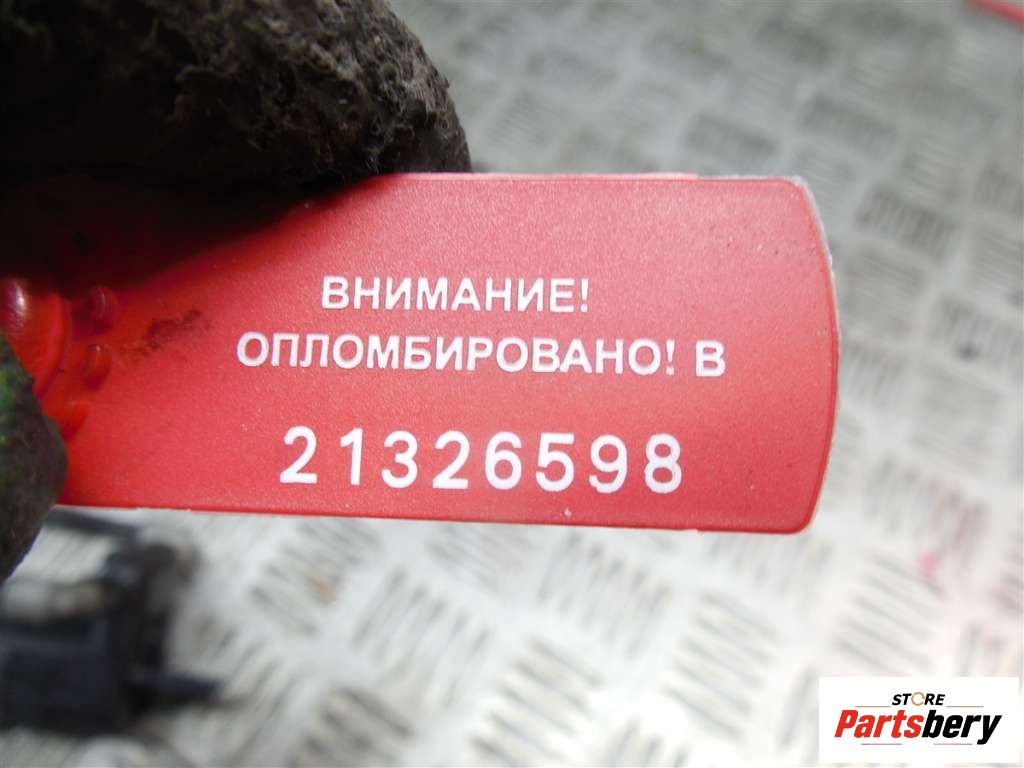 ВНИМАНИЕ!
ОПЛОМБИРОВАНО! В
21326598
STORE
Partsbery